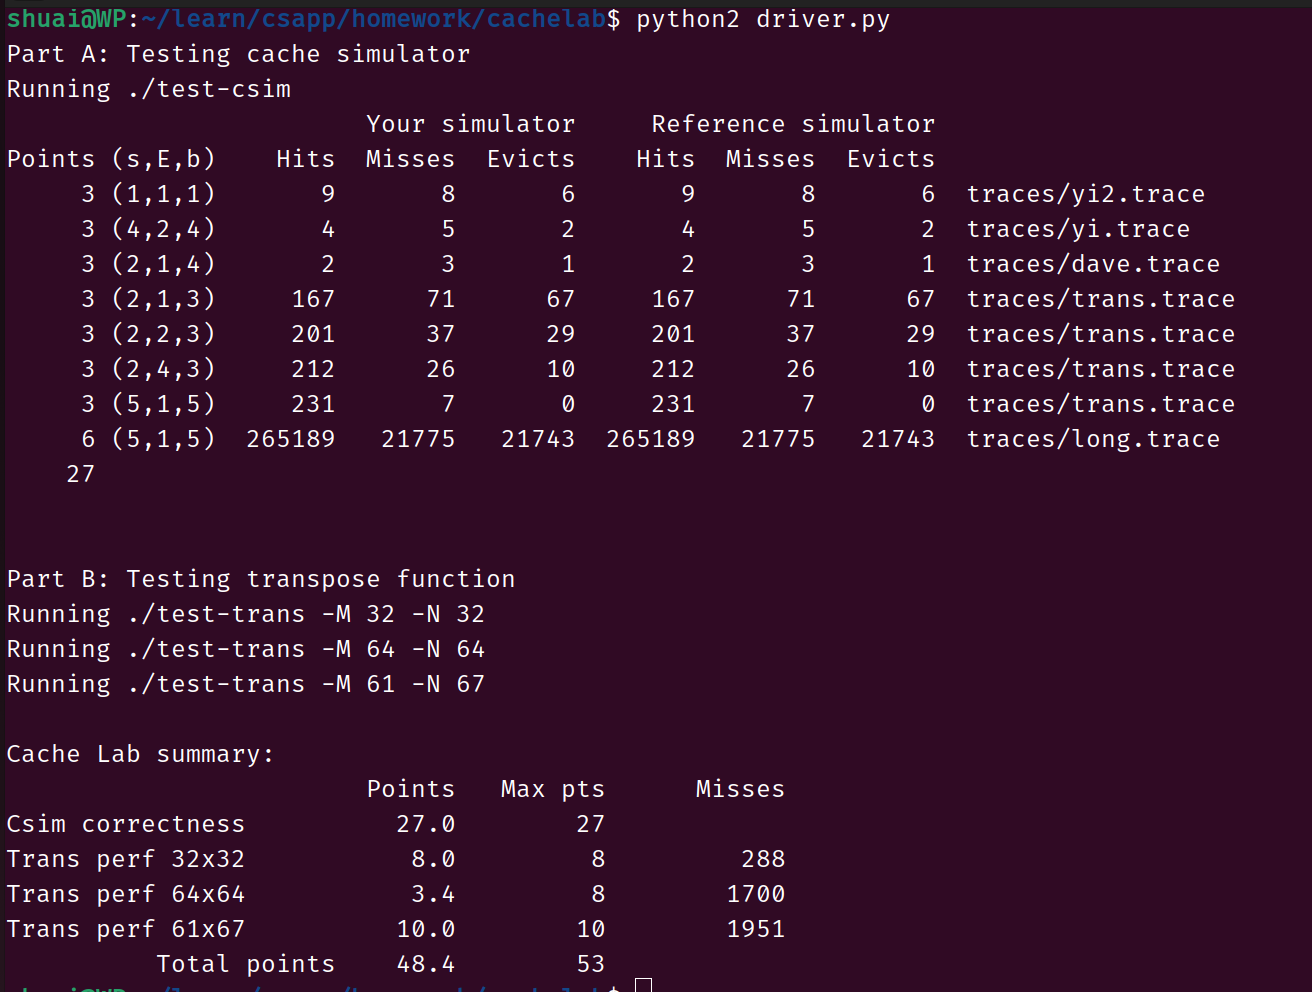 shuai@WP:~/learn/csapp/homework/cachelab$ python2 driver.py
Part A: Testing cache simulator
Running ./test-csim
                        Your simulator     Reference simulator
Points (s,E,b)    Hits  Misses  Evicts    Hits  Misses  Evicts
     3 (1,1,1)       9       8       6       9       8       6  traces/yi2.trace
     3 (4,2,4)       4       5       2       4       5       2  traces/yi.trace
     3 (2,1,4)       2       3       1       2       3       1  traces/dave.trace
     3 (2,1,3)     167      71      67     167      71      67  traces/trans.trace
     3 (2,2,3)     201      37      29     201      37      29  traces/trans.trace
     3 (2,4,3)     212      26      10     212      26      10  traces/trans.trace
     3 (5,1,5)     231       7       0     231       7       0  traces/trans.trace
     6 (5,1,5)  265189   21775   21743  265189   21775   21743  traces/long.trace
    27
Part B: Testing transpose function
Running ./test-trans -M 32 -N 32
Running ./test-trans -M 64 -N 64
Running ./test-trans -M 61 -N 67
Cache Lab summary:
                        Points   Max pts      Misses
Csim correctness          27.0        27
Trans perf 32x32           8.0         8         288
Trans perf 64x64           3.4         8        1700
Trans perf 61x67          10.0        10        1951
          Total points    48.4        53